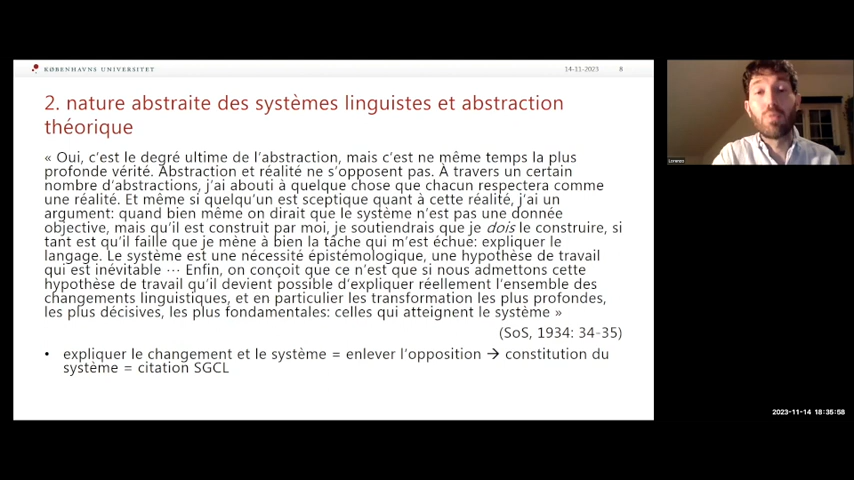 KØBENHAVNS UNIVERSITET
14-11-2023 8
2. nature abstraite des systèmes linguistes et abstraction
théorique
« Oui, c'est le degré ultime de l'abstraction, mais c'est ne même temps la plus
profonde vérité. Abstraction et réalité ne s'opposent pas. À travers un certain
nombre d'abstractions, j'ai abouti à quelque chose que chacun respectera comme
une réalité. Et même si quelqu'un est sceptique quant à cette réalité, j'ai un
argument: quand bien même on dirait que le système n'est pas une donnée
objective, mais qu'il est construit par moi, je soutiendrais que je dois le construire, si
tant est qu'il faille que je mène à bien la tâche qui m'est échue: expliquer le
langage. Le système est une nécessité épistémologique, une hypothèse de travail
qui est inévitable ··· Enfin, on conçoit que ce n'est que si nous admettons cette
hypothèse de travail qu'il devient possible d'expliquer réellement l'ensemble des
changements linguistiques, et en particulier les transformation les plus profondes,
les plus décisives, les plus fondamentales: celles qui atteignent le système »
(SoS, 1934: 34-35)
• expliquer le changement et le système = enlever l'opposition → constitution du
système = citation SGCL
Lorenzo
2023-11-14 18:35:58